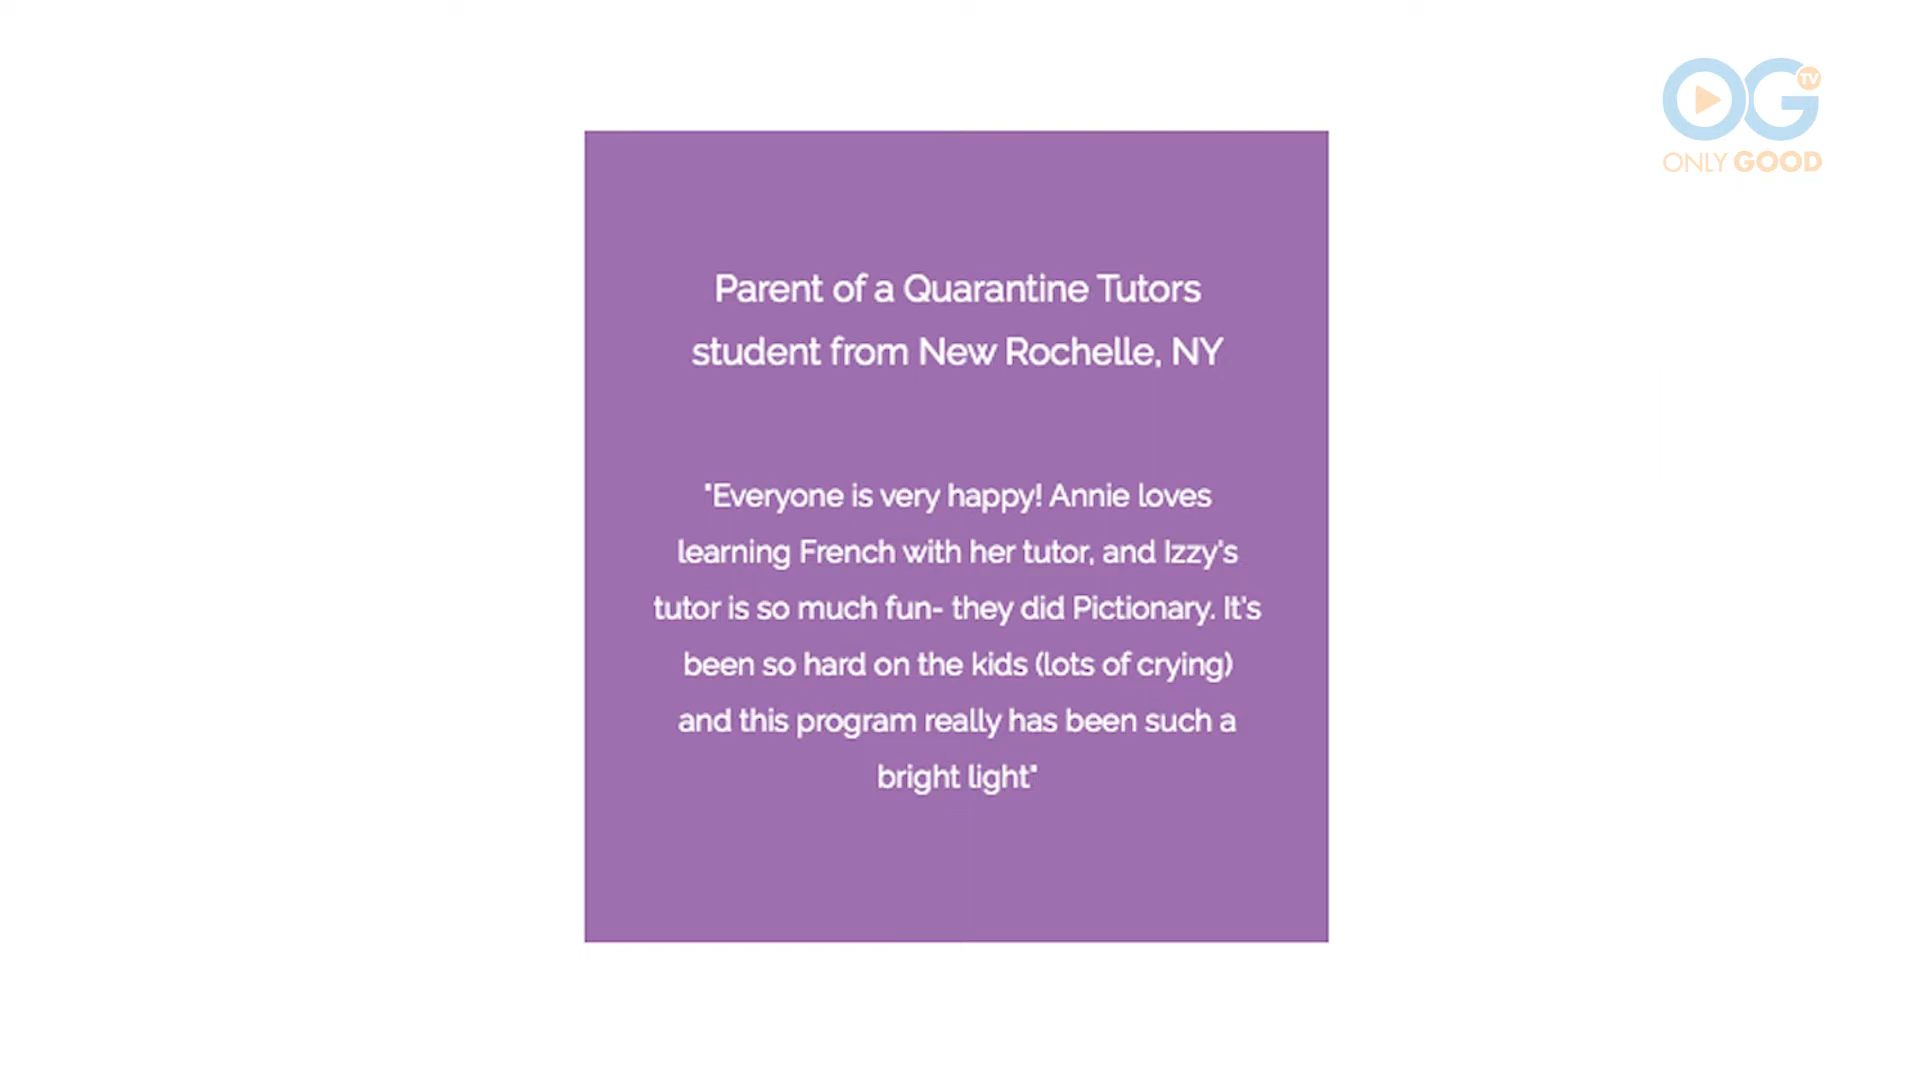 OG TV
ONLY GOOD
Parent of a Quarantine Tutors
student from New Rochelle, NY
"Everyone is very happy! Annie loves
learning French with her tutor, and Izzy's
tutor is so much fun- they did Pictionary. It's
been so hard on the kids (lots of crying)
and this program really has been such a
bright light"